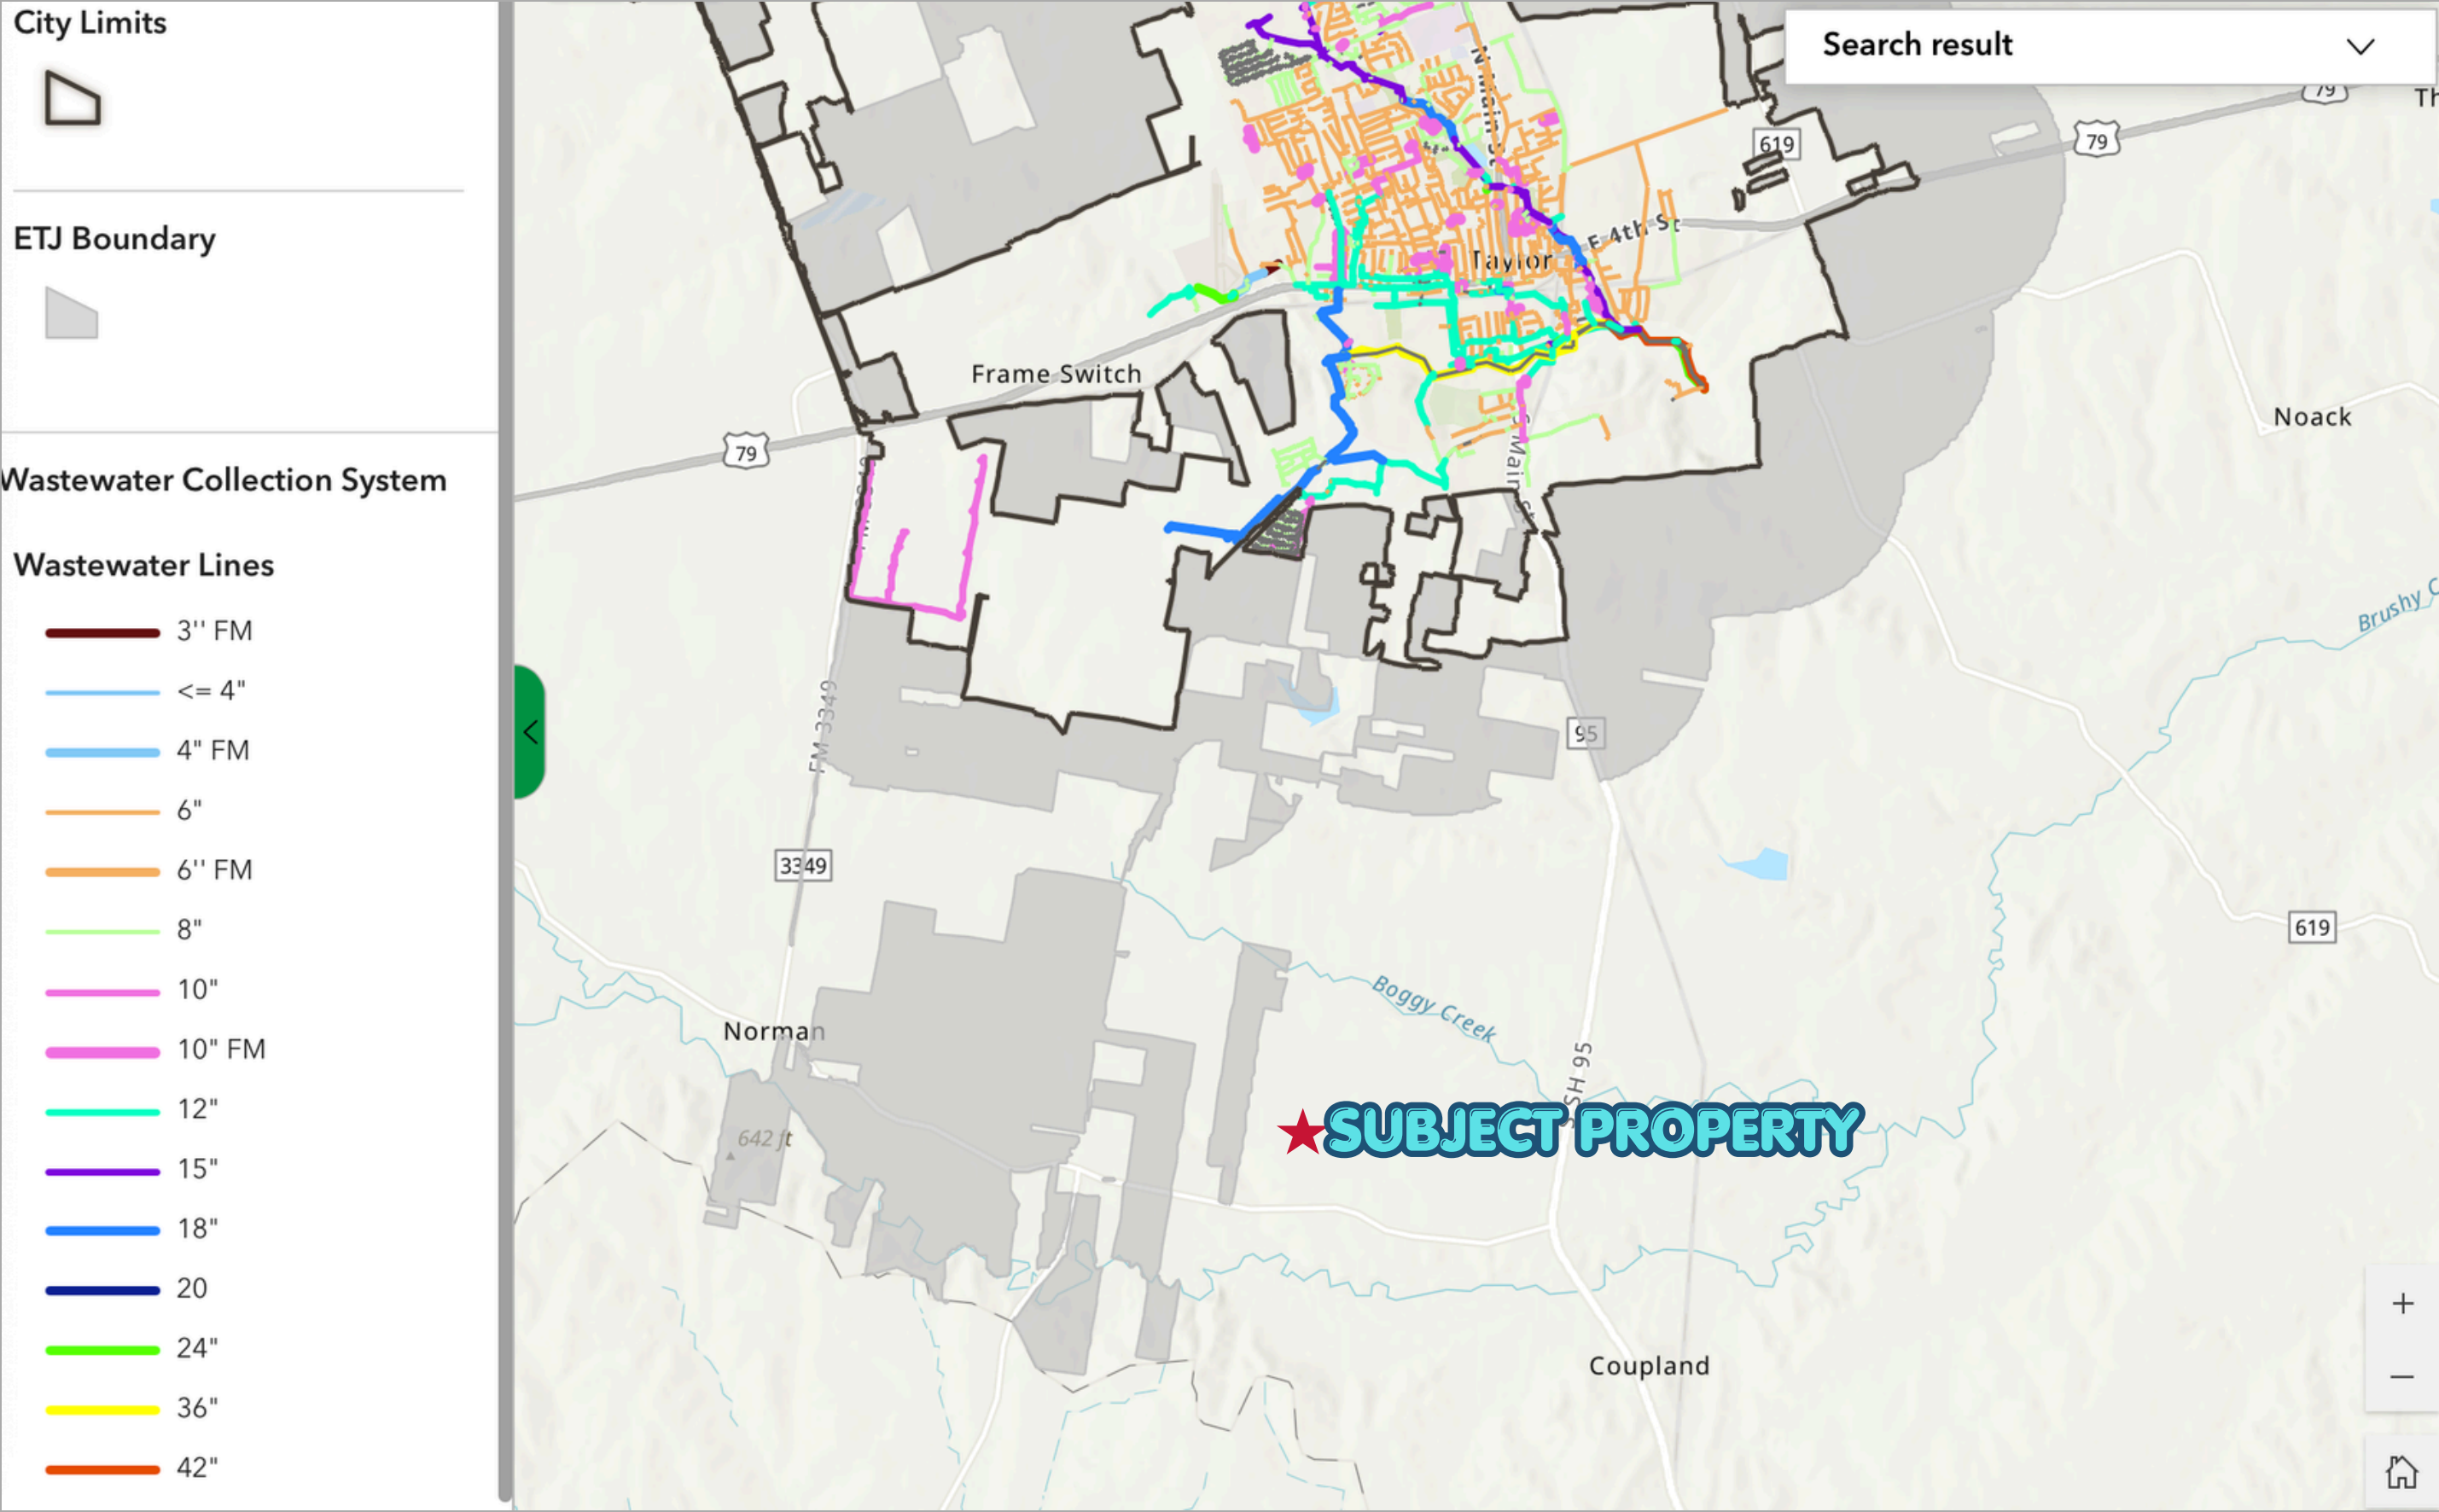 City Limits
ETJ Boundary
Wastewater Collection System
Wastewater Lines
3'' FM
<= 4"
4" FM
6"
6'' FM
8"
10"
10" FM
12"
15"
18"
20
24"
36"
42"
Search result
79
Th
619
79
N Main St
E 4th St
Taylor
Frame Switch
Noack
79
S Main St
FM 3349
95
Brushy C
3349
619
Boggy Creek
Norman
SH 95
642 ft
SUBJECT PROPERTY
Coupland
+
−